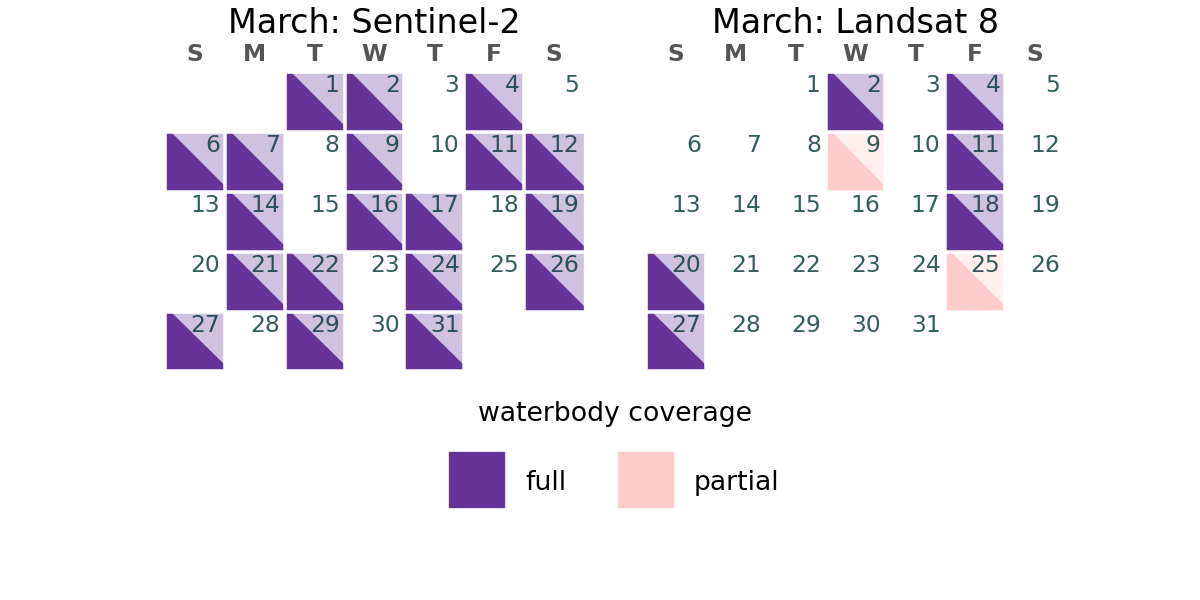 March: Sentinel-2
S M T W T F S
1 2 3 4 5
6 7 8 9 10 11 12
13 14 15 16 17 18 19
20 21 22 23 24 25 26
27 28 29 30 31
March: Landsat 8
S M T W T F S
1 2 3 4 5
6 7 8 9 10 11 12
13 14 15 16 17 18 19
20 21 22 23 24 25 26
27 28 29 30 31
waterbody coverage
full
partial